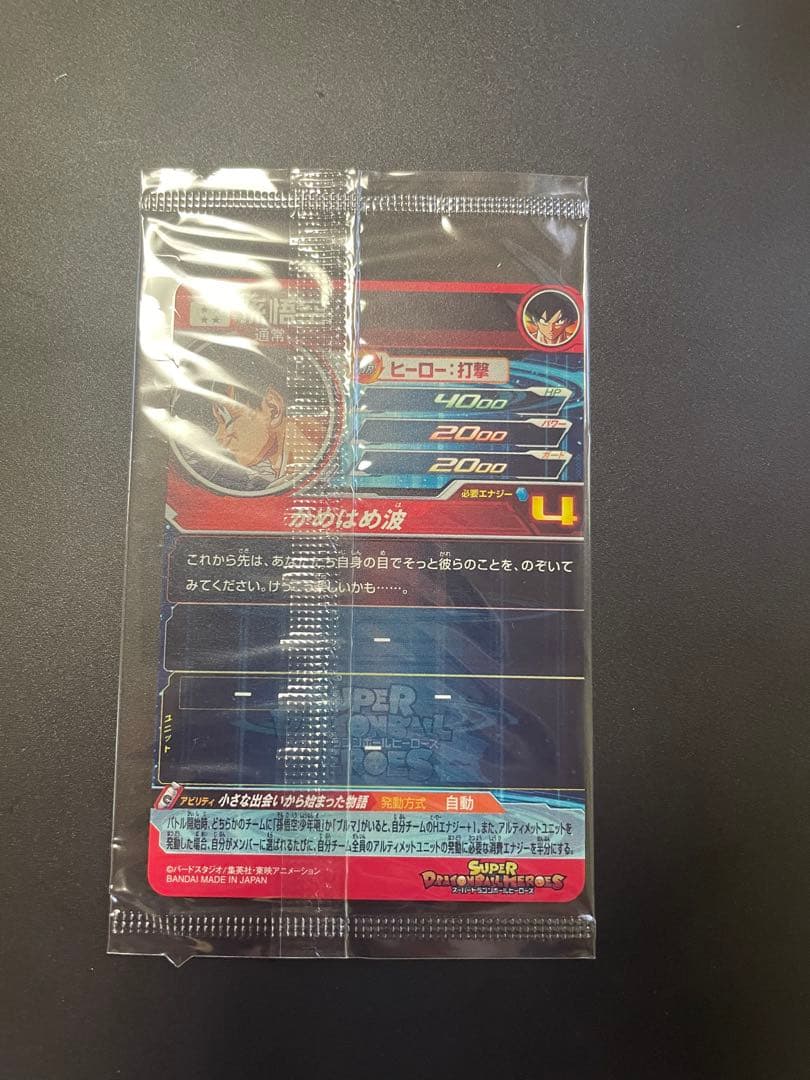 孫悟空
通常
ヒーロー：打撃
HP
4000
パワー
2000
ガード
2000
必要エナジー 4
かめはめ波
これから先は、あなたたち自身の目でそっと彼らのことを、のぞいて
みてください。けっこう楽しいかも……。
ー
ー ー ー
ユニット
ー
アビリティ 小さな出会いから始まった物語 発動方式 自動
バトル開始時、どちらかのチームに｢孫悟空:少年期｣か｢ブルマ｣がいると、自分チームのHエナジー+1。また、アルティメットユニットを
発動した場合、自分がメンバーに選ばれるたびに、自分チーム全員のアルティメットユニットの発動に必要な消費エナジーを半分にする。
©バードスタジオ/集英社・東映アニメーション
BANDAI MADE IN JAPAN
SUPER
DRAGONBALL HEROES
スーパードラゴンボールヒーローズ